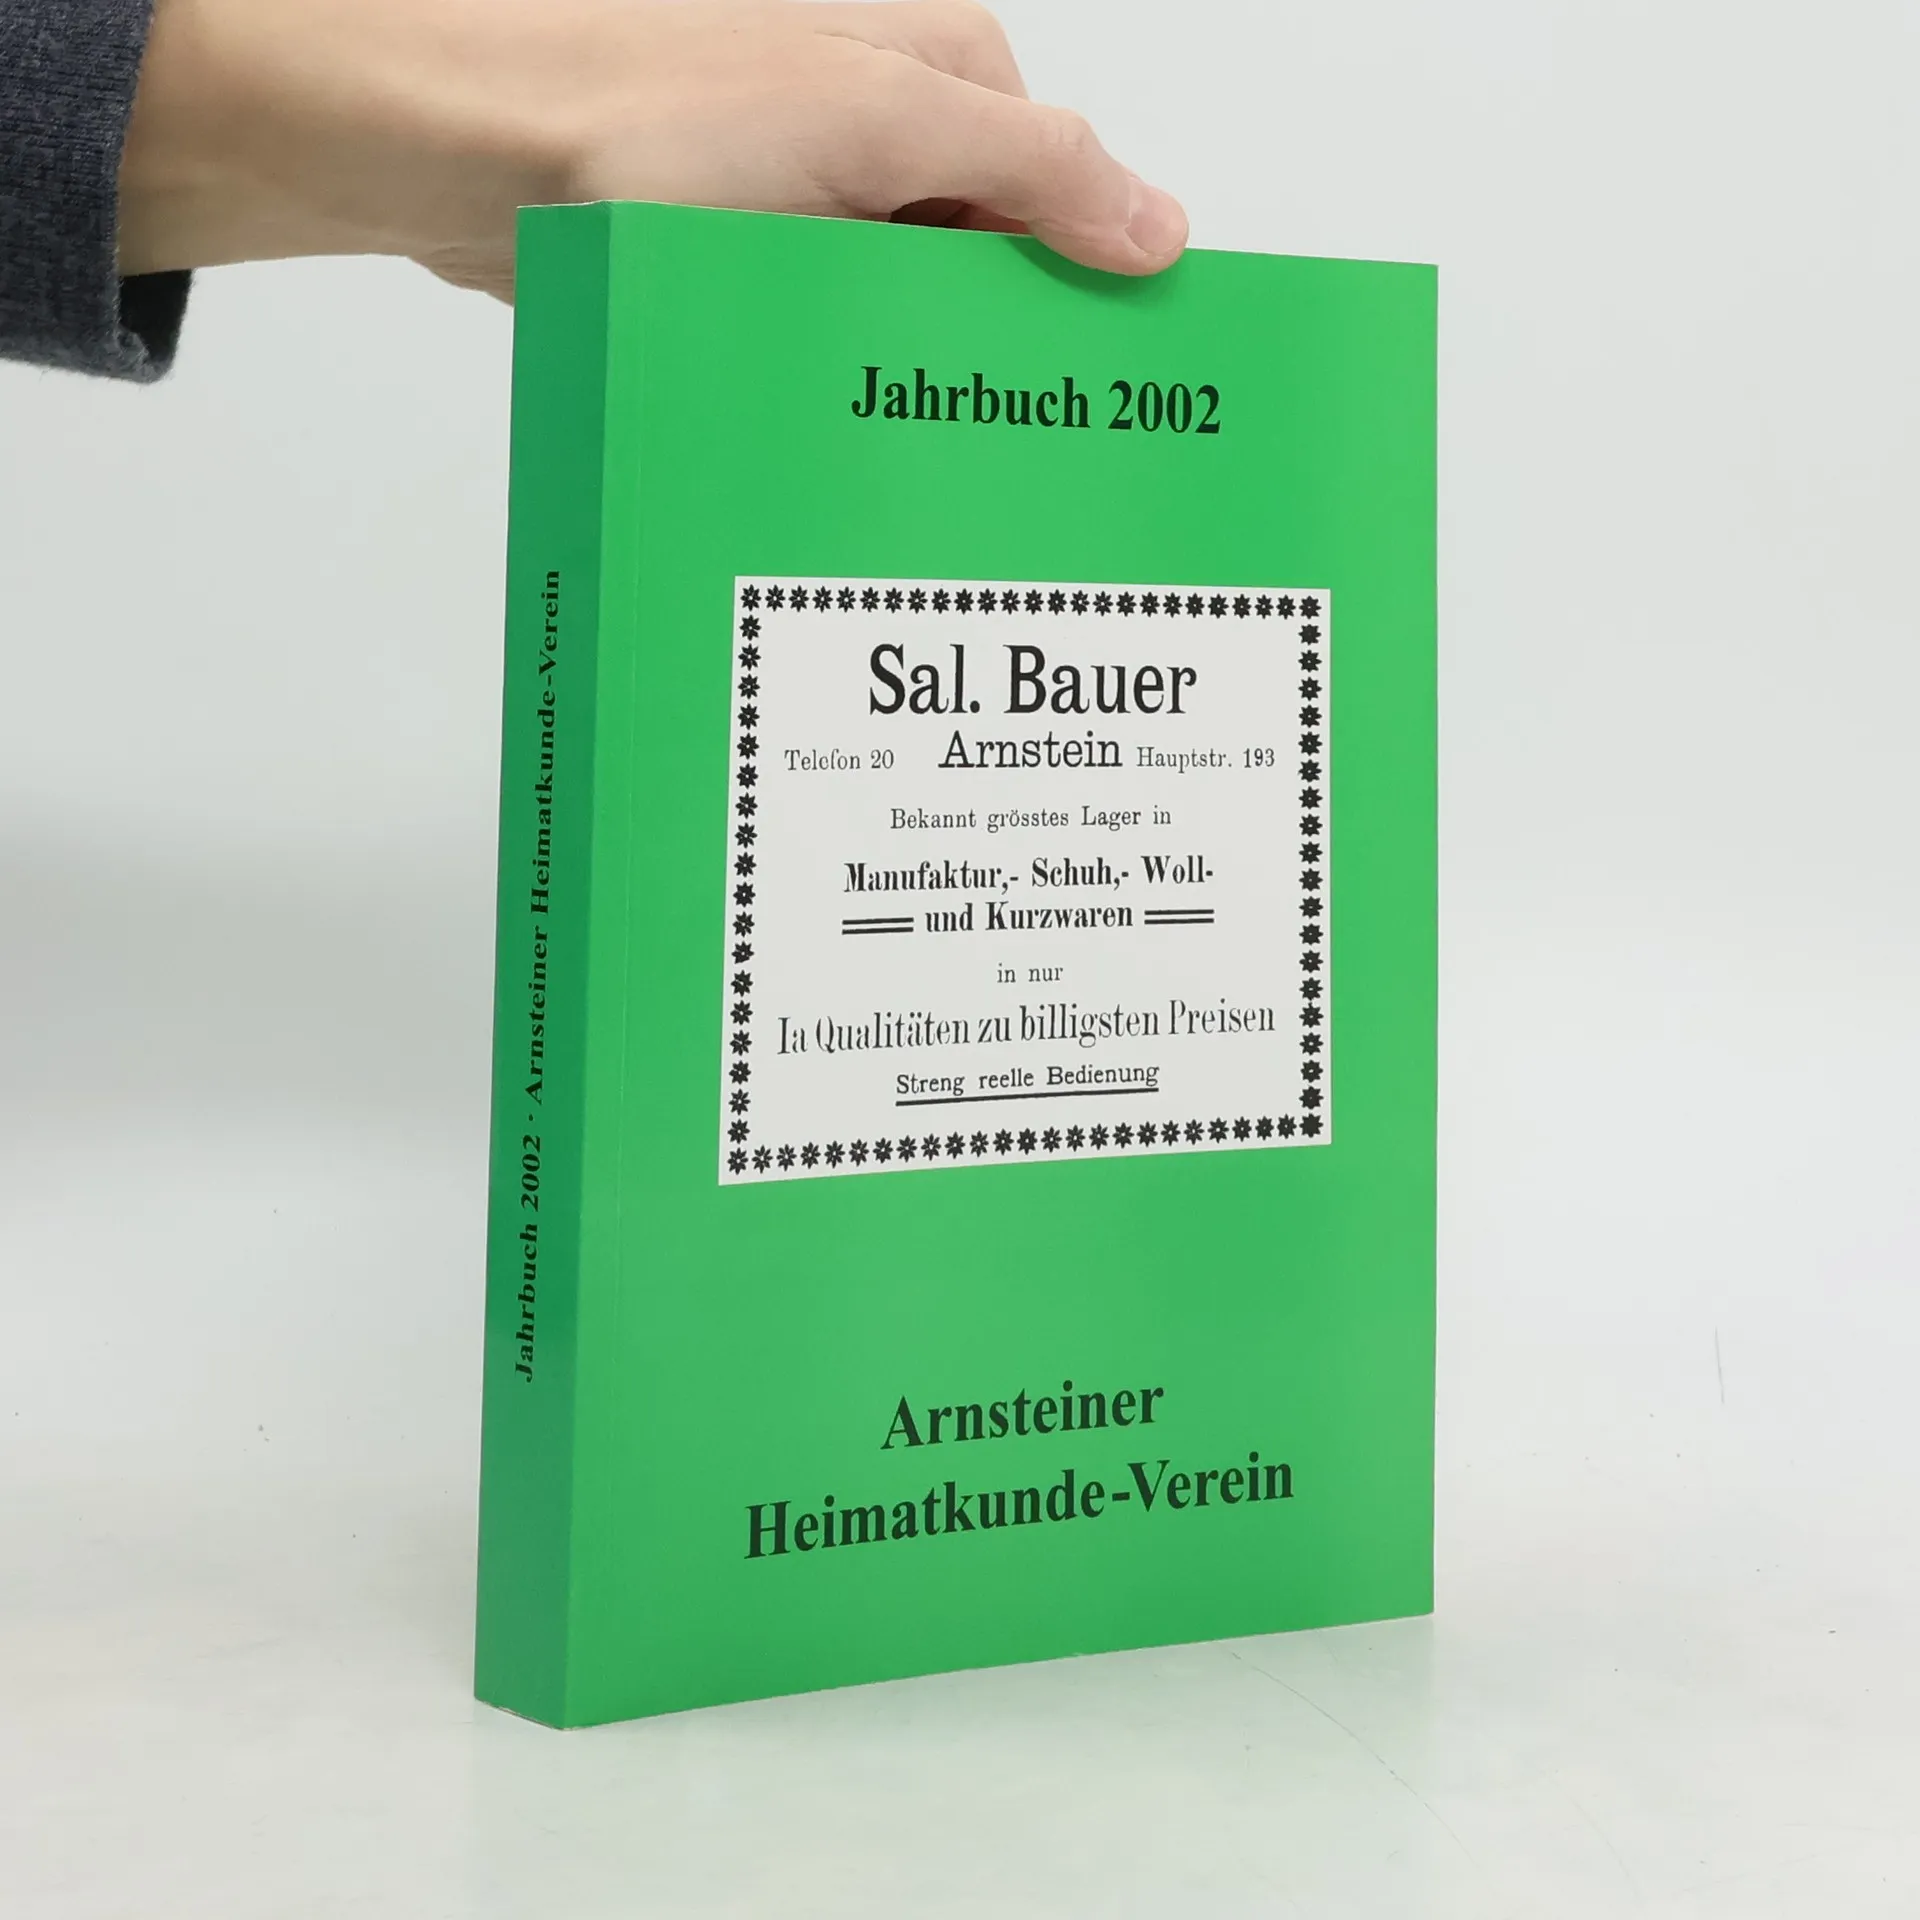 Jahrbuch 2002
Sal. Bauer
Telefon 20 Arnstein Hauptstr. 193
Bekannt grösstes Lager in
Manufaktur,- Schuh,- Woll-
und Kurzwaren
in nur
Ia Qualitäten zu billigsten Preisen
Streng reelle Bedienung
Arnsteiner
Heimatkunde-Verein
Jahrbuch 2002 · Arnsteiner Heimatkunde-Verein